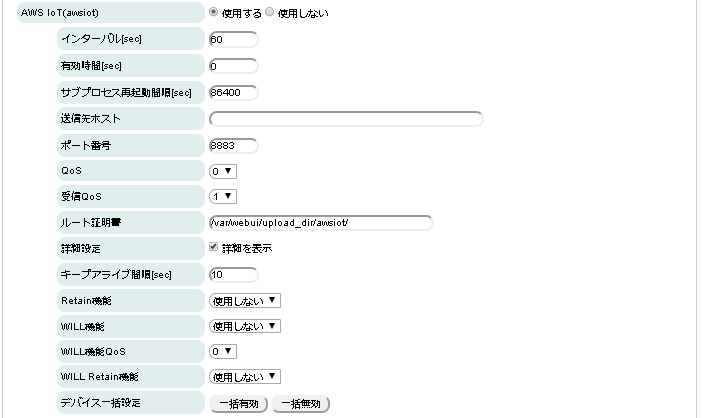 AWS IoT(awsiot) 使用する 使用しない
インターバル[sec] 60
有効時間[sec] 0
サブプロセス再起動間隔[sec] 86400
送信先ホスト
ポート番号 8883
QoS 0
受信QoS 1
ルート証明書 /var/webui/upload_dir/awsiot/
詳細設定 詳細を表示
キープアライブ間隔[sec] 10
Retain機能 使用しない
WILL機能 使用しない
WILL機能QoS 0
WILL Retain機能 使用しない
デバイス一括設定 一括有効 一括無効